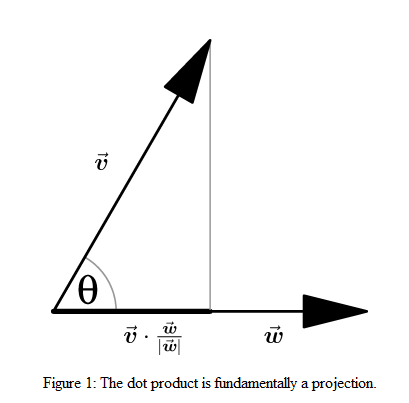 v⃗
θ
v⃗ · w⃗/|w⃗|
w⃗
Figure 1: The dot product is fundamentally a projection.